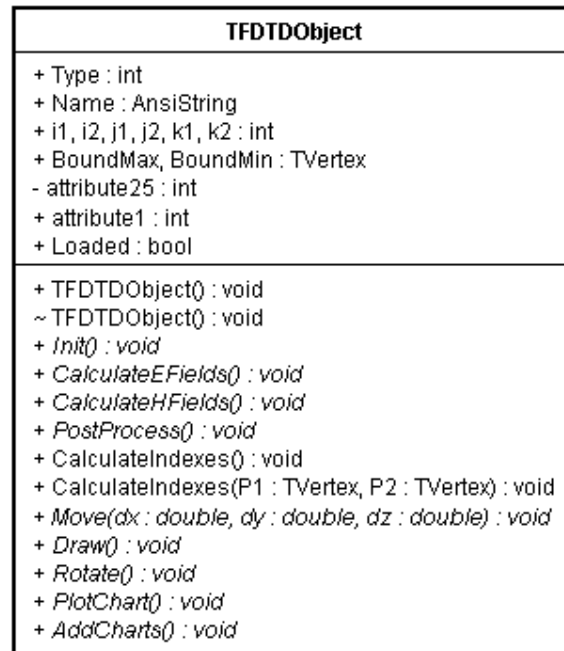 TFDTDObject
+ Type : int
+ Name : AnsiString
+ i1, i2, j1, j2, k1, k2 : int
+ BoundMax, BoundMin : TVertex
- attribute25 : int
+ attribute1 : int
+ Loaded : bool
+ TFDTDObject() : void
~ TFDTDObject() : void
+ Init() : void
+ CalculateEFields() : void
+ CalculateHFields() : void
+ PostProcess() : void
+ CalculateIndexes() : void
+ CalculateIndexes(P1 : TVertex, P2 : TVertex) : void
+ Move(dx : double, dy : double, dz : double) : void
+ Draw() : void
+ Rotate() : void
+ PlotChart() : void
+ AddCharts() : void